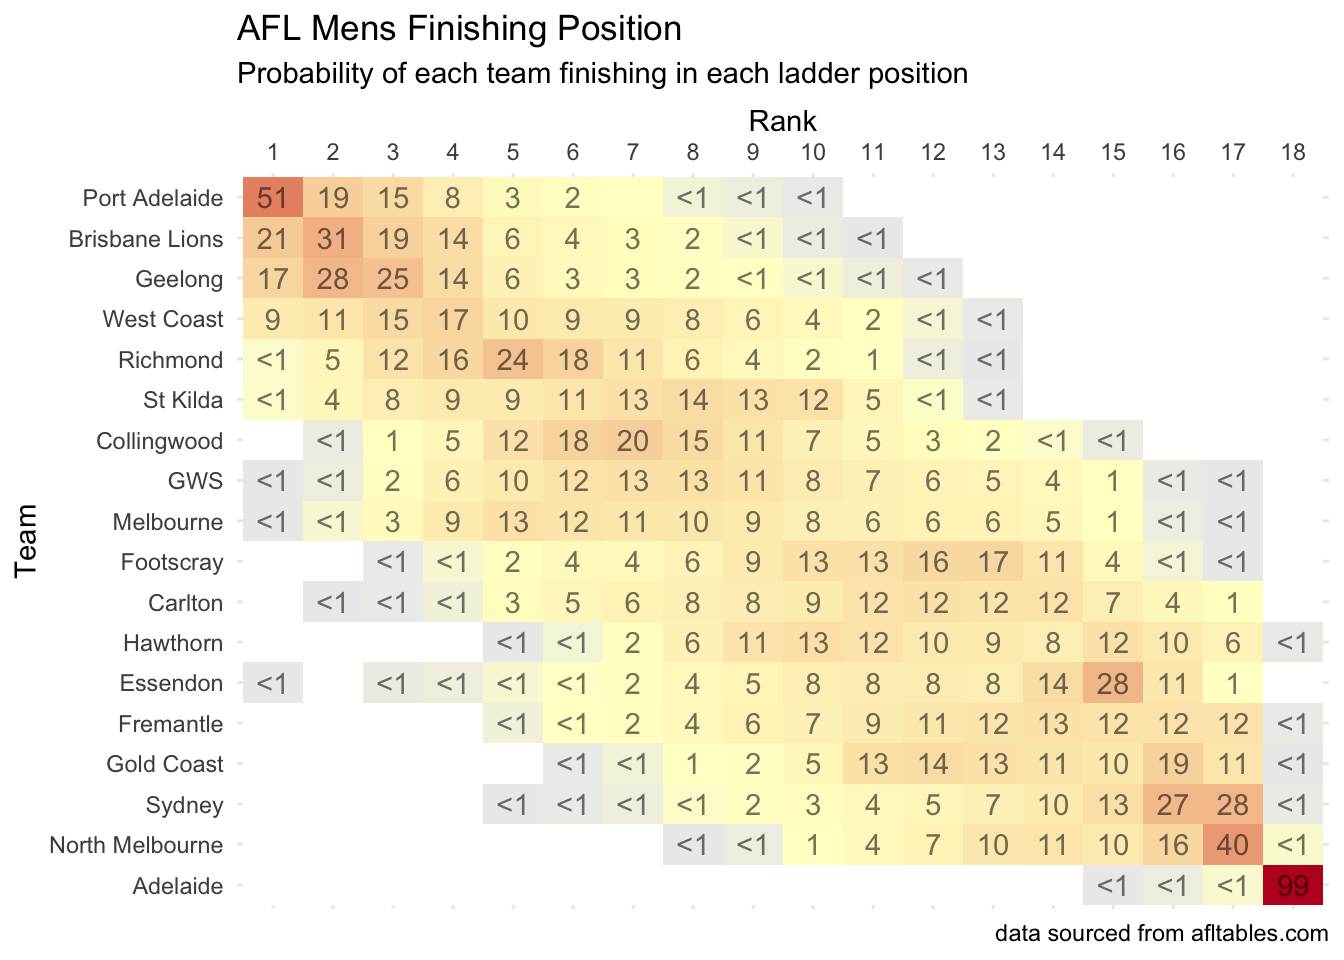 AFL Mens Finishing Position
Probability of each team finishing in each ladder position
Rank
1 2 3 4 5 6 7 8 9 10 11 12 13 14 15 16 17 18
Team
Port Adelaide 51 19 15 8 3 2 <1 <1 <1
Brisbane Lions 21 31 19 14 6 4 3 2 <1 <1 <1
Geelong 17 28 25 14 6 3 3 2 <1 <1 <1 <1
West Coast 9 11 15 17 10 9 9 8 6 4 2 <1 <1
Richmond <1 5 12 16 24 18 11 6 4 2 1 <1 <1
St Kilda <1 4 8 9 9 11 13 14 13 12 5 <1 <1
Collingwood <1 1 5 12 18 20 15 11 7 5 3 2 <1 <1
GWS <1 <1 2 6 10 12 13 13 11 8 7 6 5 4 1 <1 <1
Melbourne <1 <1 3 9 13 12 11 10 9 8 6 6 6 5 1 <1 <1
Footscray <1 <1 2 4 4 6 9 13 13 16 17 11 4 <1 <1
Carlton <1 <1 <1 3 5 6 8 8 9 12 12 12 12 7 4 1
Hawthorn <1 <1 2 6 11 13 12 10 9 8 12 10 6 <1
Essendon <1 <1 <1 <1 <1 2 4 5 8 8 8 8 14 28 11 1
Fremantle <1 <1 2 4 6 7 9 11 12 13 12 12 12 <1
Gold Coast <1 <1 1 2 5 13 14 13 11 10 19 11 <1
Sydney <1 <1 <1 <1 2 3 4 5 7 10 13 27 28 <1
North Melbourne <1 <1 1 4 7 10 11 10 16 40 <1
Adelaide <1 <1 <1 99
data sourced from afltables.com